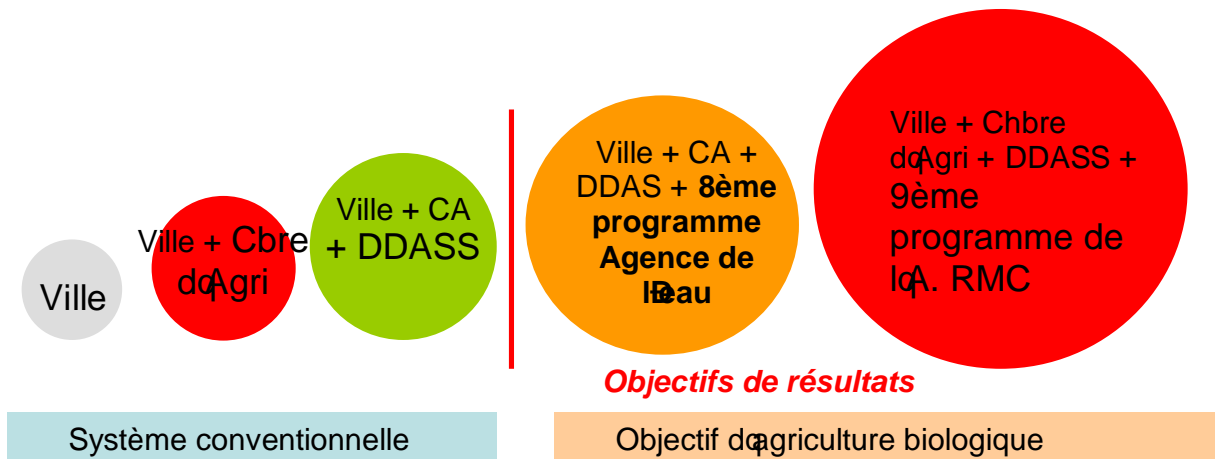 Ville
Ville + Cbre
dqAgri
Ville + CA
+ DDASS
Ville + CA +
DDAS + 8ème
programme
Agence de
lÐeau
Ville + Chbre
dqAgri + DDASS +
9ème
programme de
lqA. RMC
Objectifs de résultats
Système conventionnelle
Objectif dqagriculture biologique